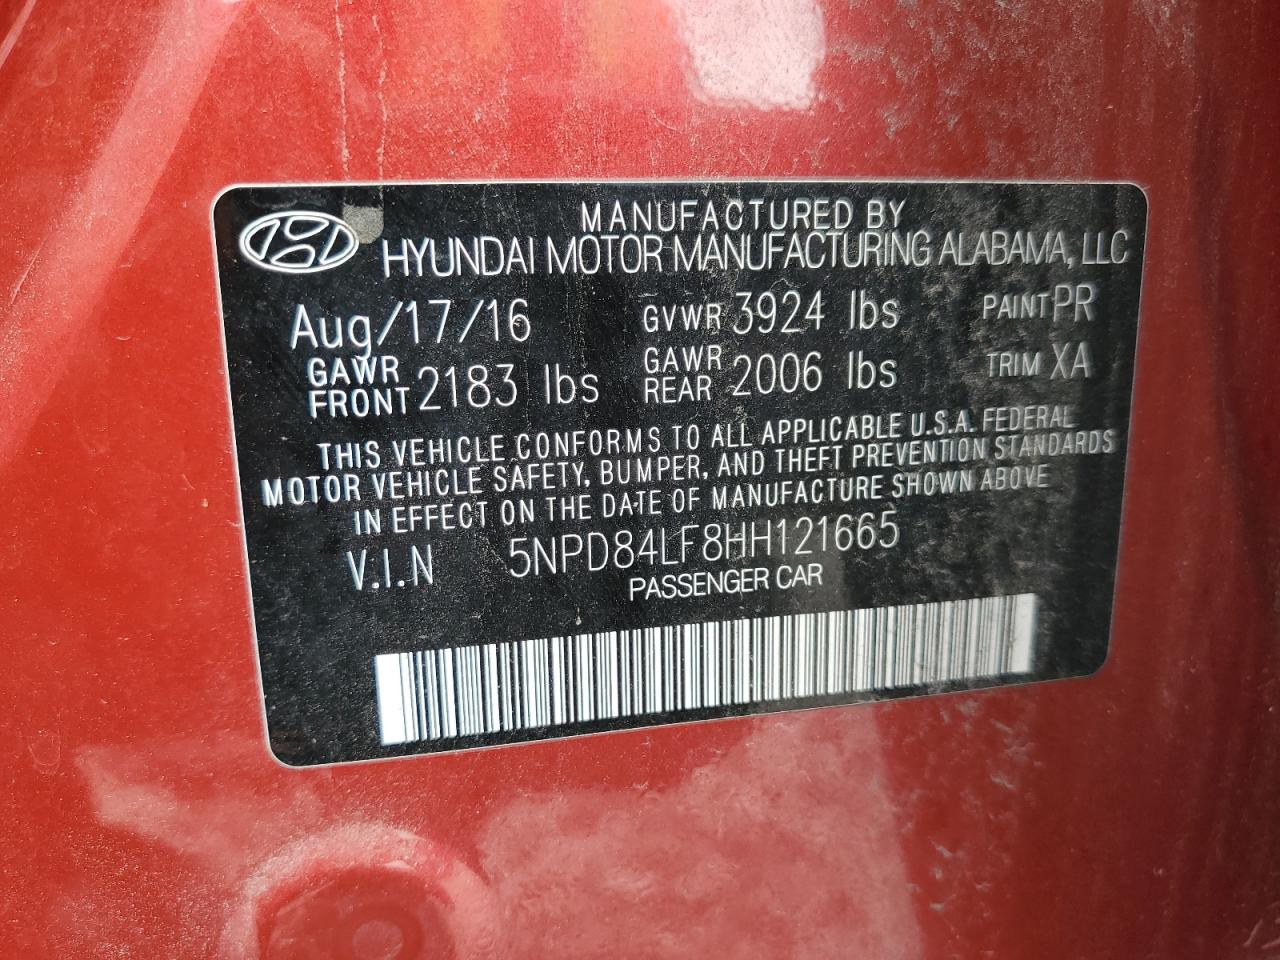 MANUFACTURED BY
HYUNDAI MOTOR MANUFACTURING ALABAMA, LLC
Aug/17/16 GVWR 3924 lbs PAINT PR
GAWR FRONT 2183 lbs GAWR REAR 2006 lbs TRIM XA
THIS VEHICLE CONFORMS TO ALL APPLICABLE U.S.A. FEDERAL
MOTOR VEHICLE SAFETY, BUMPER, AND THEFT PREVENTION STANDARDS
IN EFFECT ON THE DATE OF MANUFACTURE SHOWN ABOVE
V.I.N 5NPD84LF8HH121665
PASSENGER CAR